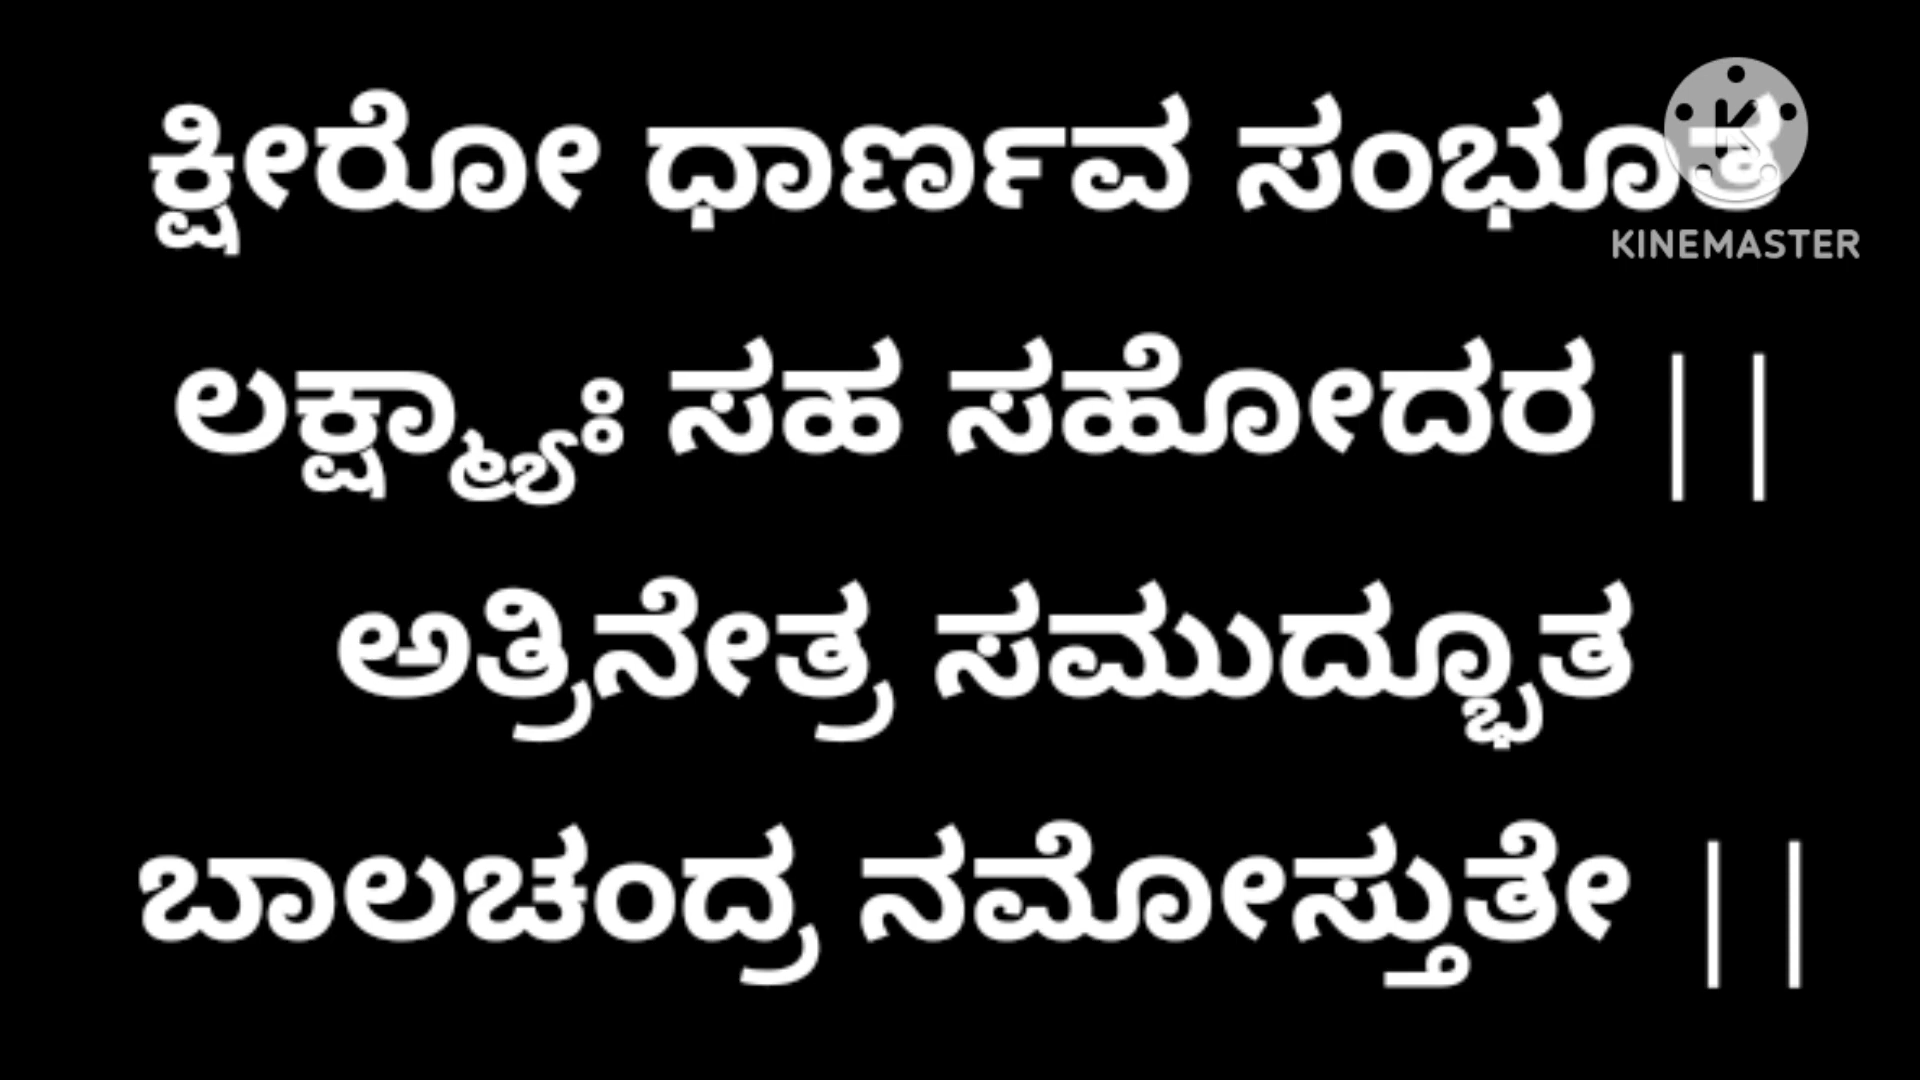 ಕ್ಷೀರೋ ಧಾರ್ಣವ ಸಂಭೂತ
KINEMASTER
ಲಕ್ಷ್ಮ್ಯಾಃ ಸಹ ಸಹೋದರ ||
ಅತ್ರಿನೇತ್ರ ಸಮುದ್ಭೂತ
ಬಾಲಚಂದ್ರ ನಮೋಸ್ತುತೇ ||